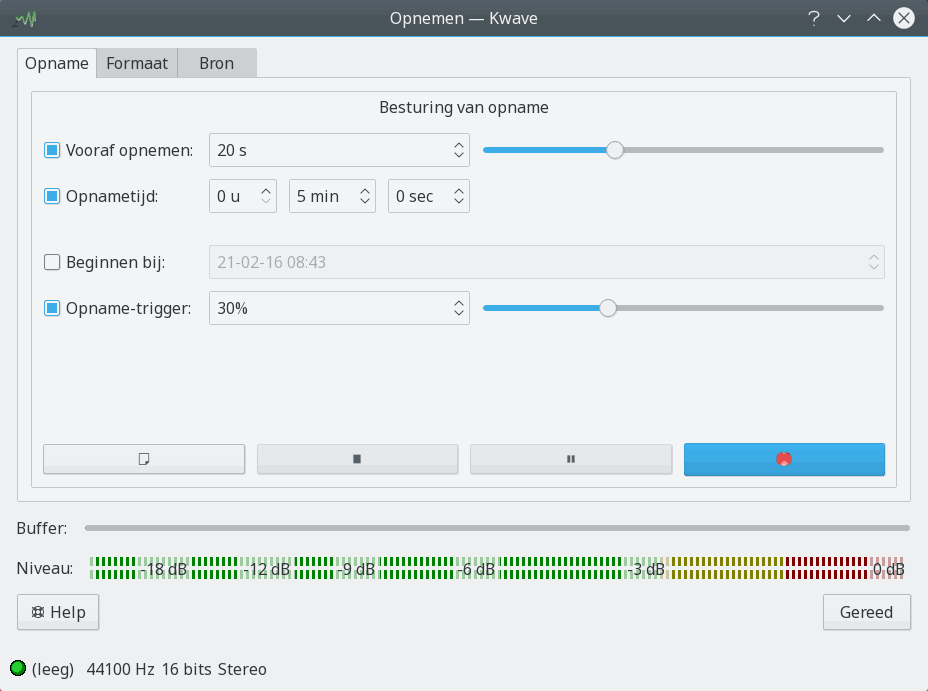 Opnemen — Kwave
Opname Formaat Bron
Besturing van opname
Vooraf opnemen: 20 s
Opnametijd: 0 u 5 min 0 sec
Beginnen bij: 21-02-16 08:43
Opname-trigger: 30%
Buffer:
Niveau: -18 dB -12 dB -9 dB -6 dB -3 dB 0 dB
Help Gereed
(leeg) 44100 Hz 16 bits Stereo